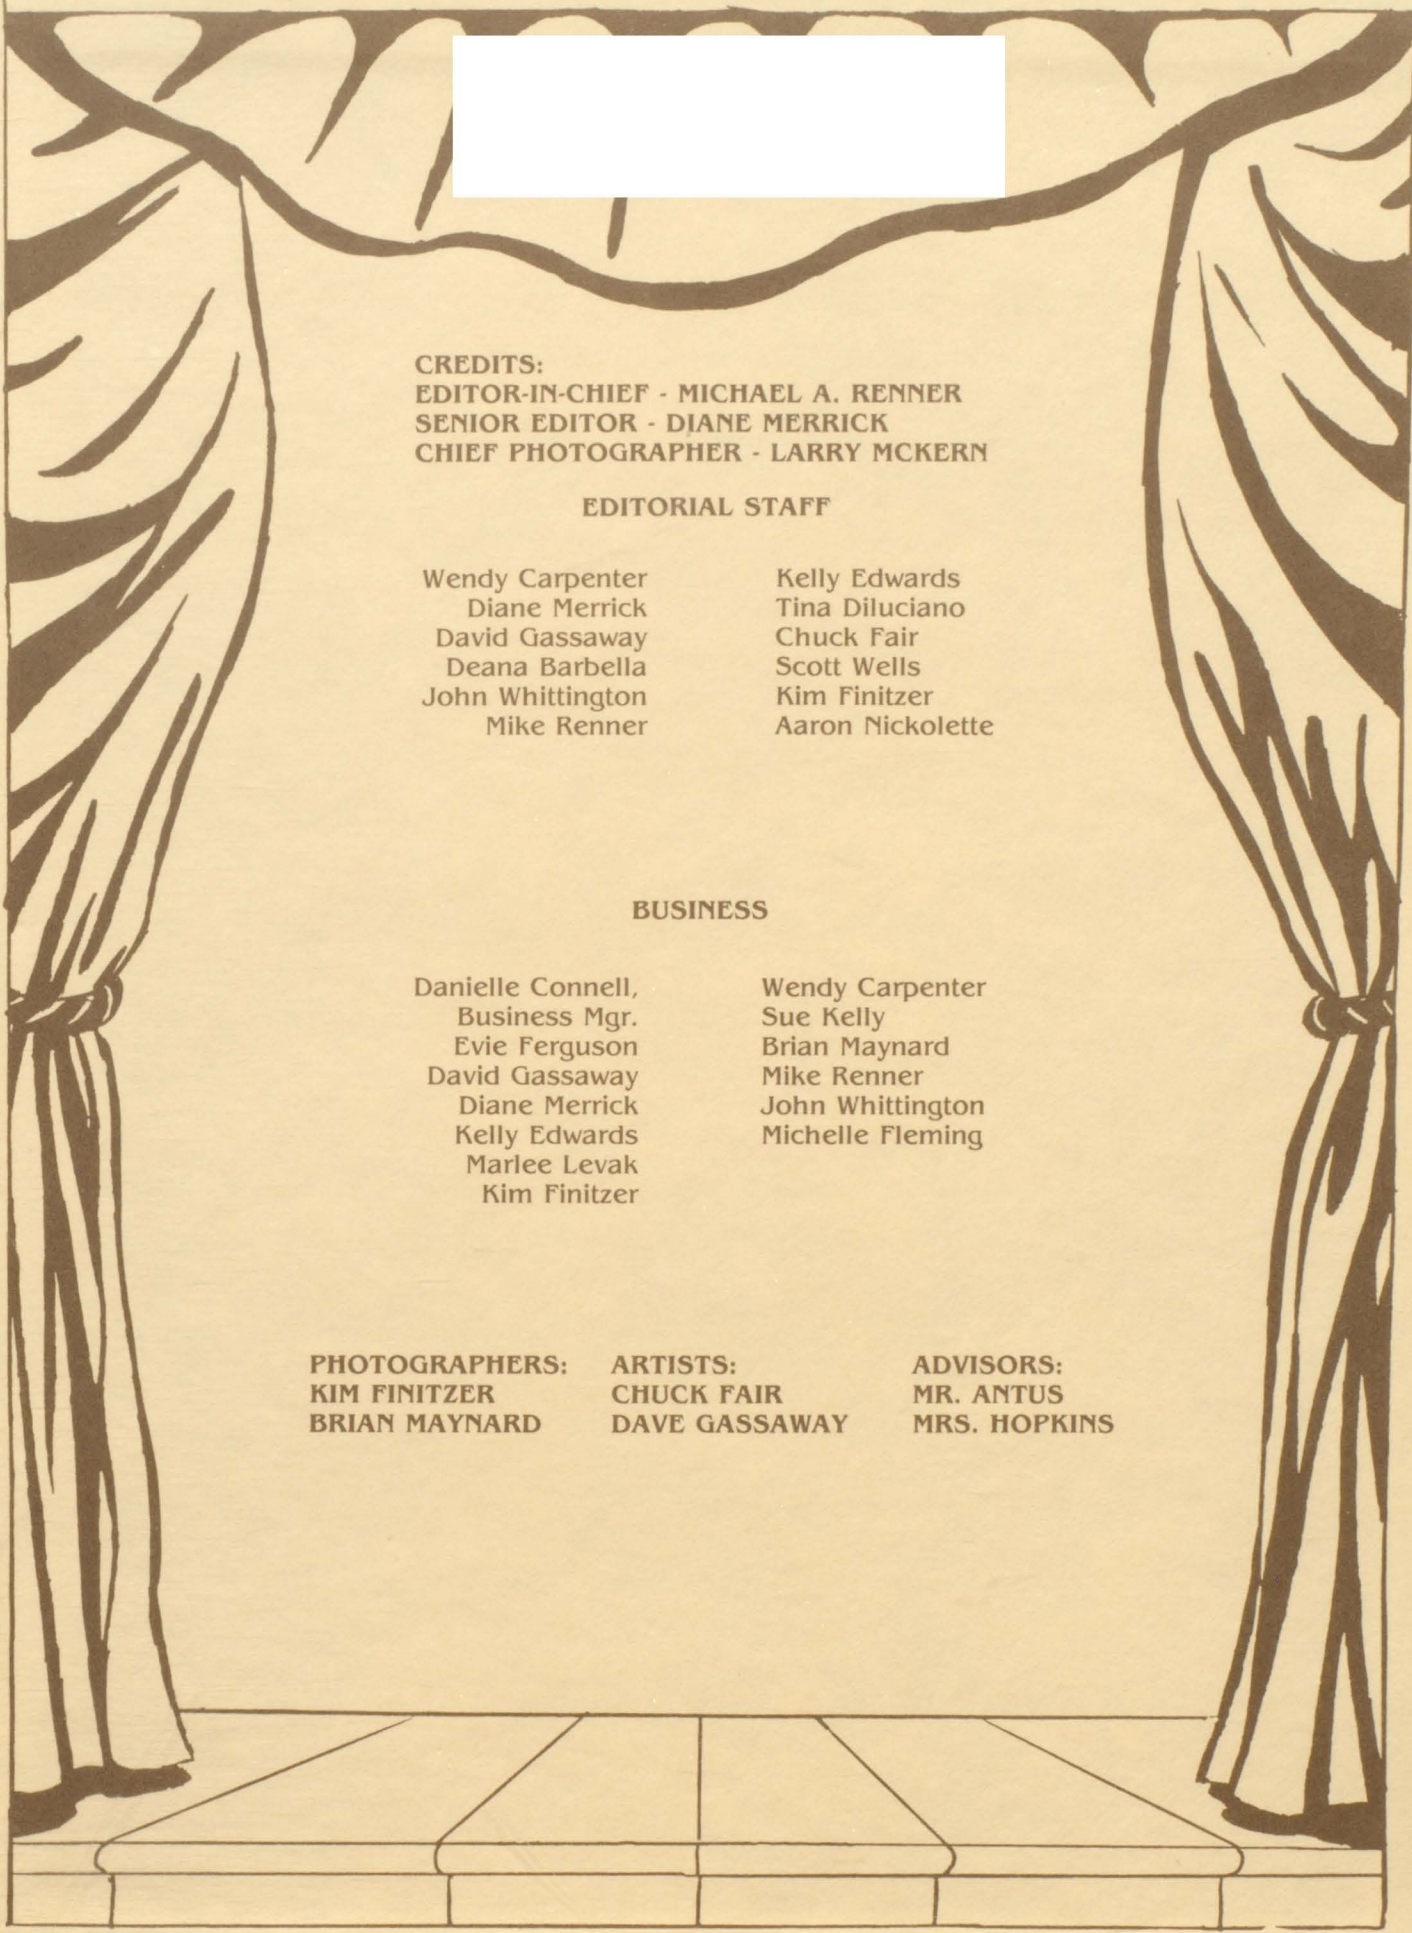 CREDITS:
EDITOR-IN-CHIEF - MICHAEL A. RENNER
SENIOR EDITOR - DIANE MERRICK
CHIEF PHOTOGRAPHER - LARRY MCKERN
EDITORIAL STAFF
Wendy Carpenter
Diane Merrick
David Gassaway
Deana Barbella
John Whittington
Mike Renner
Kelly Edwards
Tina Diluciano
Chuck Fair
Scott Wells
Kim Finitzer
Aaron Nickolette
BUSINESS
Danielle Connell,
Business Mgr.
Evie Ferguson
David Gassaway
Diane Merrick
Kelly Edwards
Marlee Levak
Kim Finitzer
Wendy Carpenter
Sue Kelly
Brian Maynard
Mike Renner
John Whittington
Michelle Fleming
PHOTOGRAPHERS:
KIM FINITZER
BRIAN MAYNARD
ARTISTS:
CHUCK FAIR
DAVE GASSAWAY
ADVISORS:
MR. ANTUS
MRS. HOPKINS